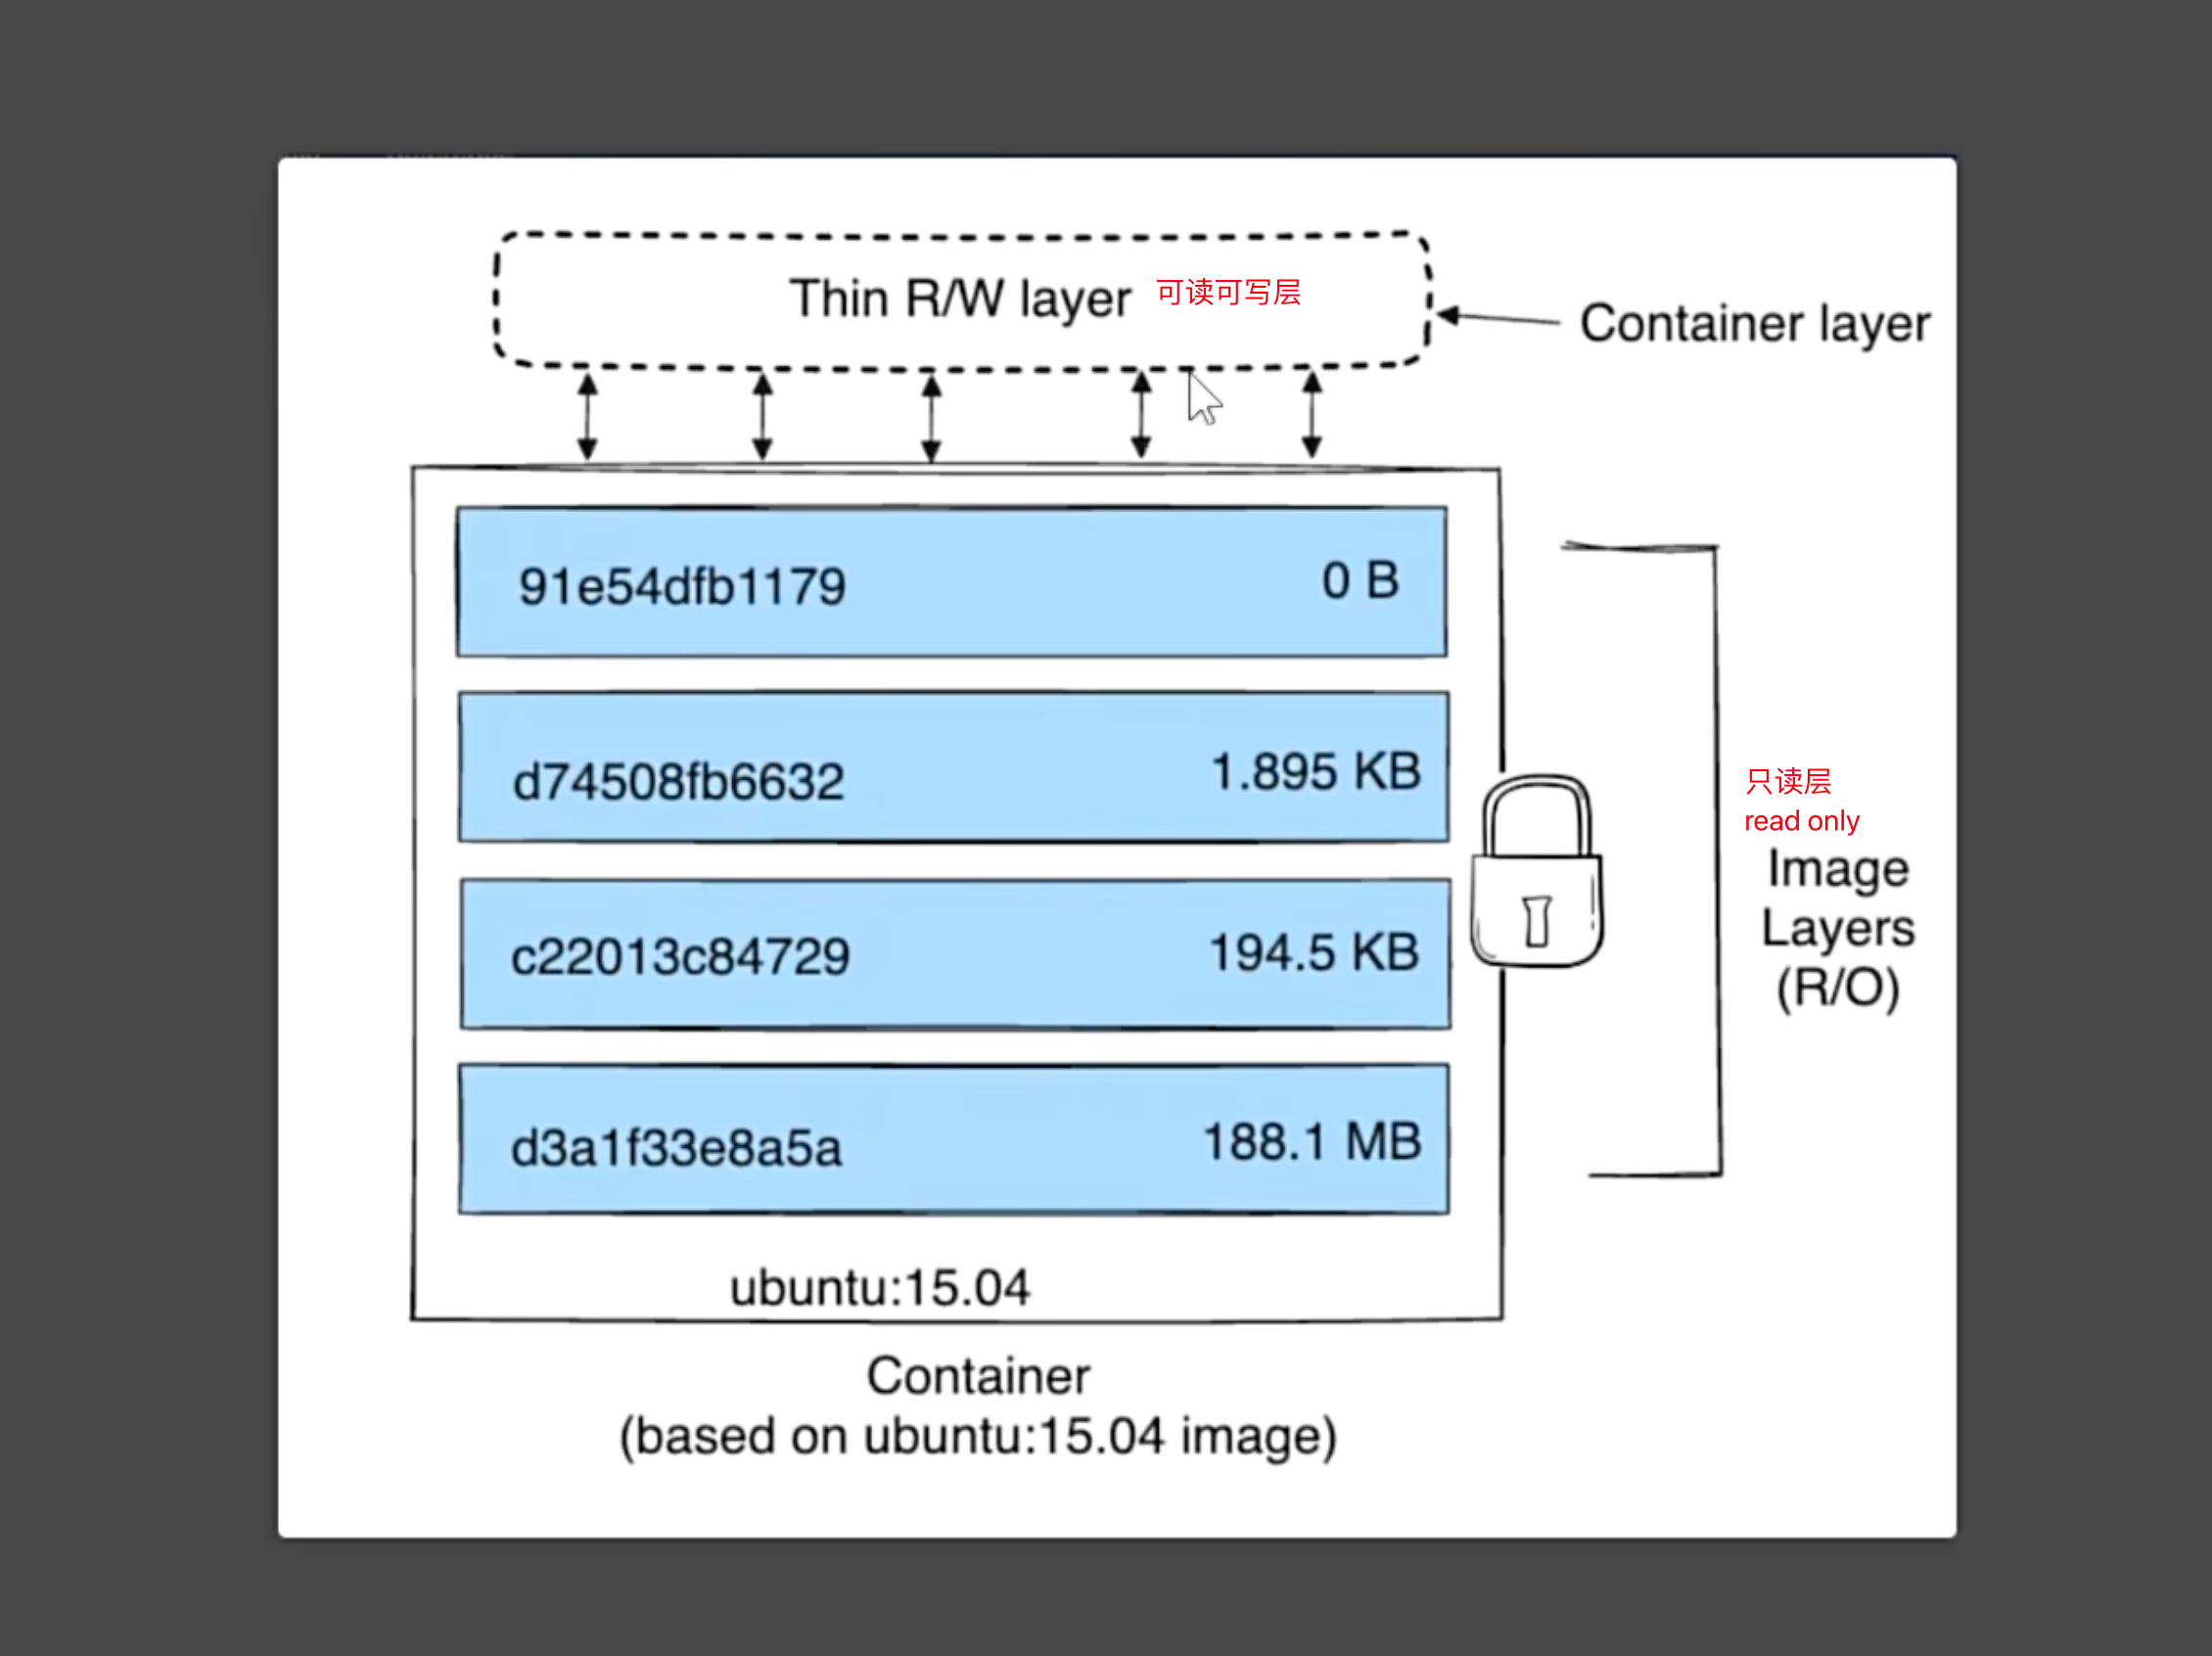 Thin R/W layer 可读可写层
Container layer
91e54dfb1179 0 B
d74508fb6632 1.895 KB
c22013c84729 194.5 KB
d3a1f33e8a5a 188.1 MB
ubuntu:15.04
只读层
read only
Image
Layers
(R/O)
Container
(based on ubuntu:15.04 image)